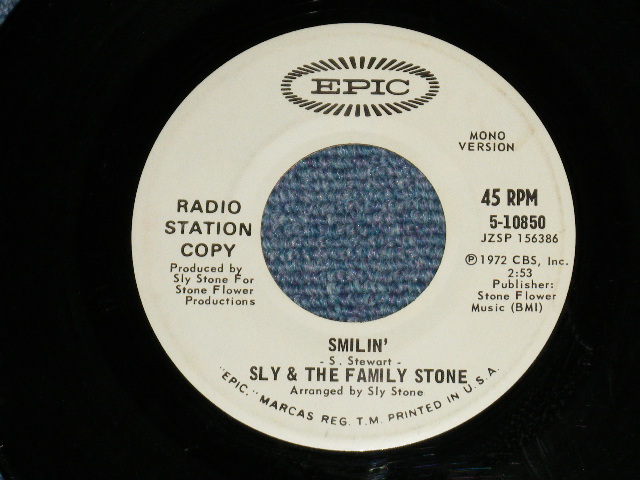 EPIC
MONO
VERSION
RADIO
STATION
COPY
Produced by
Sly Stone For
Stone Flower
Productions
45 RPM
5-10850
JZSP 156386
℗1972 CBS, Inc.
2:53
Publisher:
Stone Flower
Music (BMI)
SMILIN'
- S. Stewart -
SLY & THE FAMILY STONE
Arranged by Sly Stone
"EPIC," MARCAS REG. T.M. PRINTED IN U.S.A.